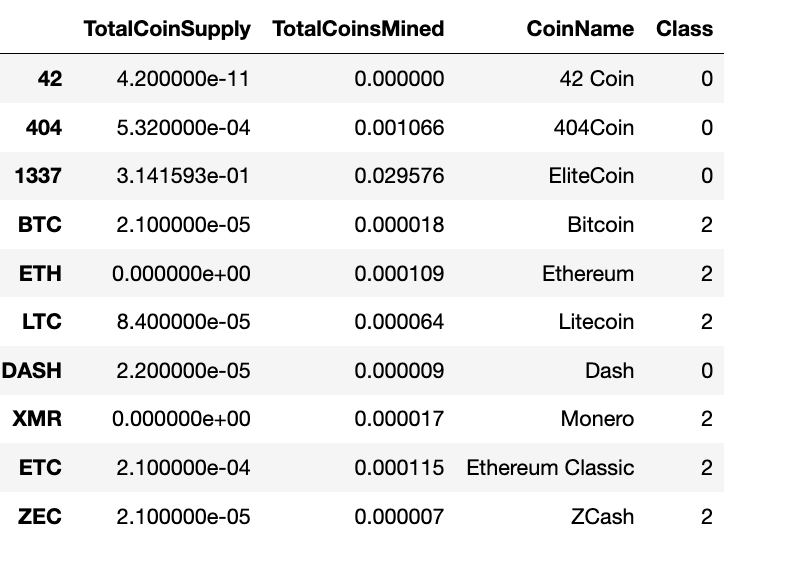 TotalCoinSupply TotalCoinsMined CoinName Class
42 4.200000e-11 0.000000 42 Coin 0
404 5.320000e-04 0.001066 404Coin 0
1337 3.141593e-01 0.029576 EliteCoin 0
BTC 2.100000e-05 0.000018 Bitcoin 2
ETH 0.000000e+00 0.000109 Ethereum 2
LTC 8.400000e-05 0.000064 Litecoin 2
DASH 2.200000e-05 0.000009 Dash 0
XMR 0.000000e+00 0.000017 Monero 2
ETC 2.100000e-04 0.000115 Ethereum Classic 2
ZEC 2.100000e-05 0.000007 ZCash 2